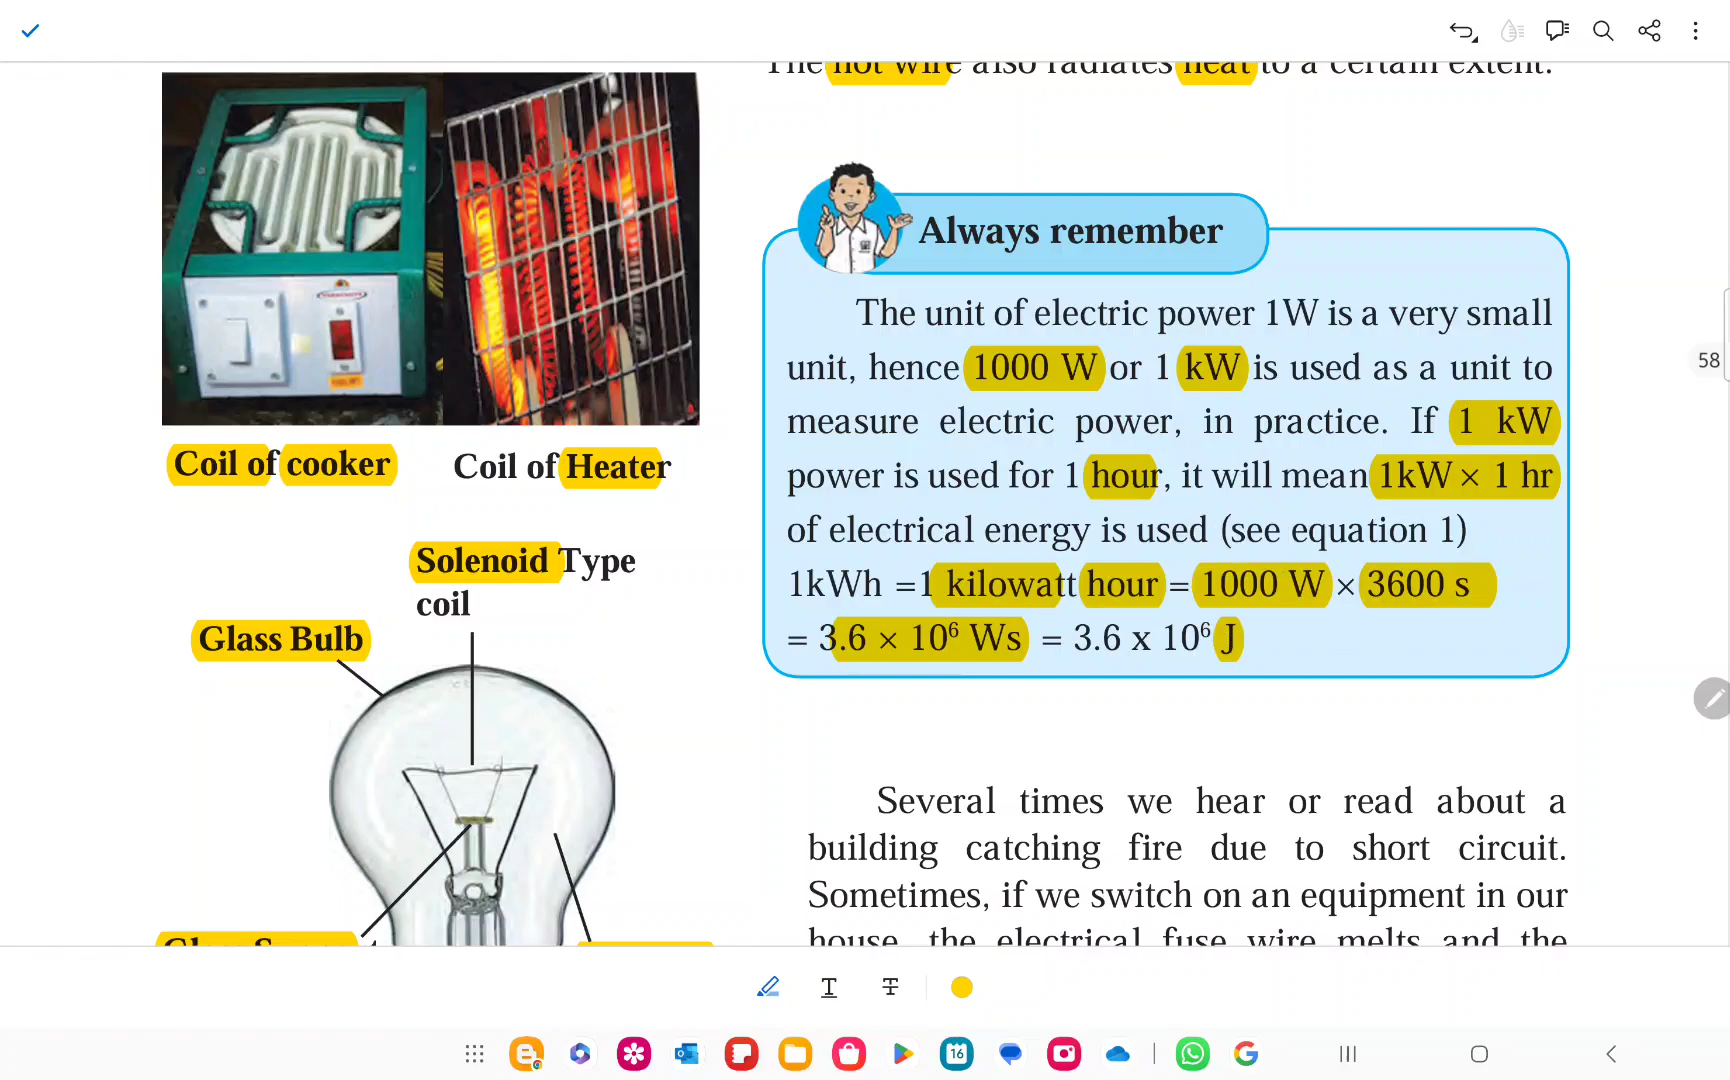 The hot wire also radiates heat to a certain extent.
Coil of cooker
Coil of Heater
Solenoid Type
coil
Glass Bulb
Always remember
The unit of electric power 1W is a very small
unit, hence 1000 W or 1 kW is used as a unit to
measure electric power, in practice. If 1 kW
power is used for 1 hour, it will mean 1kW × 1 hr
of electrical energy is used (see equation 1)
1kWh =1 kilowatt hour = 1000 W × 3600 s
= 3.6 × 10⁶ Ws = 3.6 x 10⁶ J
58
Several times we hear or read about a
building catching fire due to short circuit.
Sometimes, if we switch on an equipment in our
house, the electrical fuse wire melts and the
T
T
16